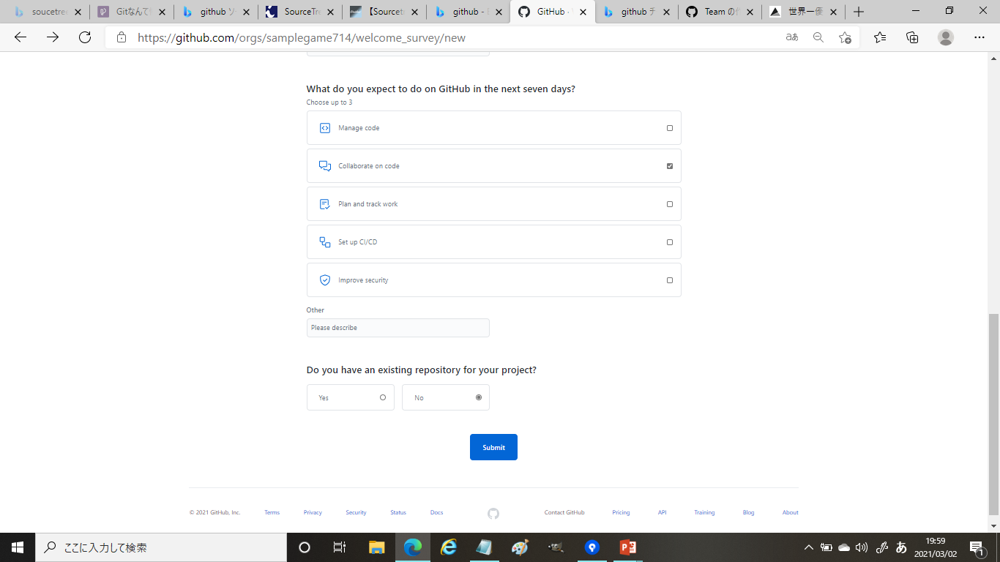 soucetree
Gitなんて
github ソ
SourceTre
【Sourcet
github - B
GitHub ·
github チ
Team の
世界一優
https://github.com/orgs/samplegame714/welcome_survey/new
aあ
What do you expect to do on GitHub in the next seven days?
Choose up to 3
Manage code
Collaborate on code
Plan and track work
Set up CI/CD
Improve security
Other
Please describe
Do you have an existing repository for your project?
Yes
No
Submit
© 2021 GitHub, Inc.
Terms
Privacy
Security
Status
Docs
Contact GitHub
Pricing
API
Training
Blog
About
ここに入力して検索
あ
19:59
2021/03/02
1